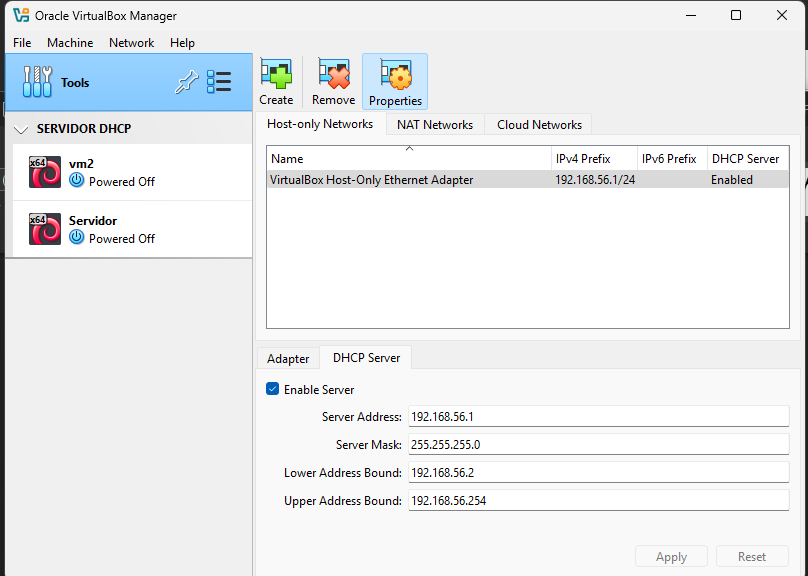 Oracle VirtualBox Manager
File Machine Network Help
Tools
Create Remove Properties
SERVIDOR DHCP
x64
vm2
Powered Off
x64
Servidor
Powered Off
Host-only Networks NAT Networks Cloud Networks
Name IPv4 Prefix IPv6 Prefix DHCP Server
VirtualBox Host-Only Ethernet Adapter 192.168.56.1/24 Enabled
Adapter DHCP Server
Enable Server
Server Address: 192.168.56.1
Server Mask: 255.255.255.0
Lower Address Bound: 192.168.56.2
Upper Address Bound: 192.168.56.254
Apply Reset